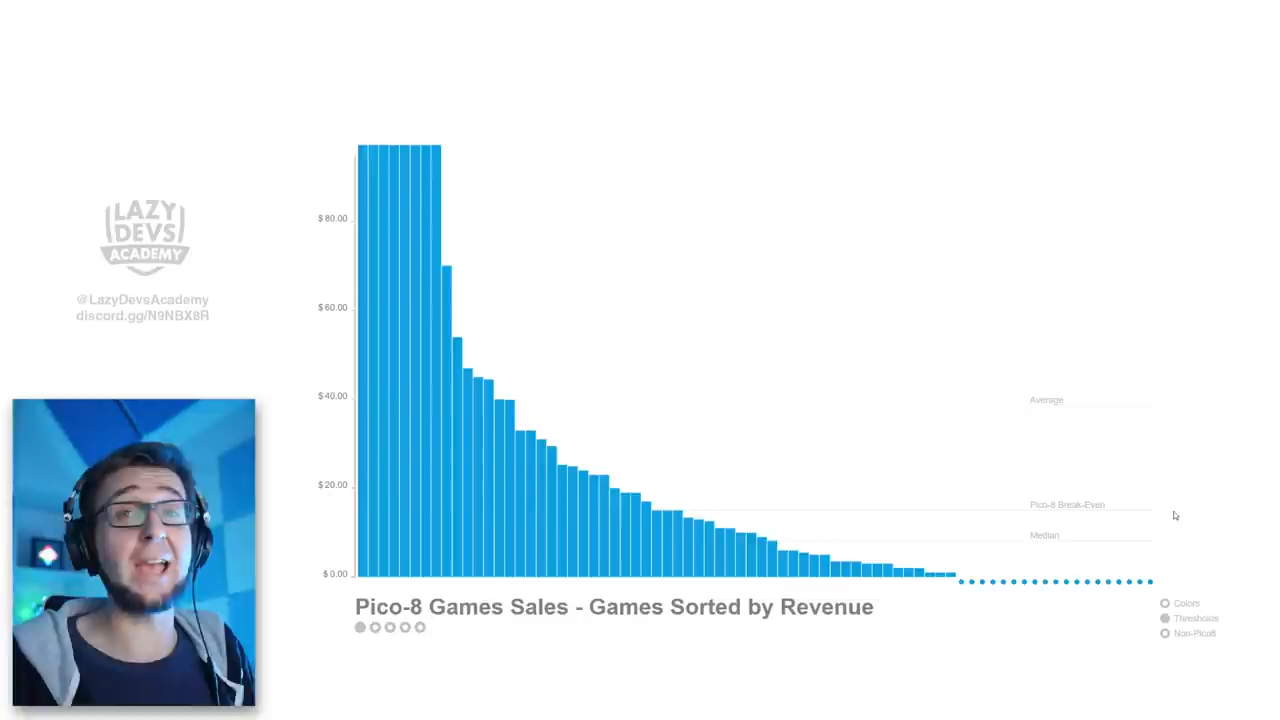 LAZY
DEVS
ACADEMY
@LazyDevsAcademy
discord.gg/N9NBX8R
$ 80.00
$ 60.00
$ 40.00
$ 20.00
$ 0.00
Average
Pico-8 Break-Even
Median
Pico-8 Games Sales - Games Sorted by Revenue
Colors
Thresholds
Non-Pico8